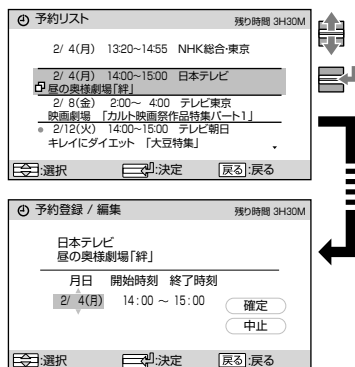 予約リスト 残り時間 3H30M
2/ 4(月) 13:20~14:55 NHK総合・東京
2/ 4(月) 14:00~15:00 日本テレビ
昼の奥様劇場「絆」
2/ 8(金) 2:00~ 4:00 テレビ東京
映画劇場 「カルト映画祭作品特集パート1」
2/12(火) 14:00~15:00 テレビ朝日
キレイにダイエット 「大豆特集」
:選択 :決定 戻る:戻る
予約登録 / 編集 残り時間 3H30M
日本テレビ
昼の奥様劇場「絆」
月日 開始時刻 終了時刻
2/ 4(月) 14:00 ~ 15:00
確定
中止
:選択 :決定 戻る:戻る